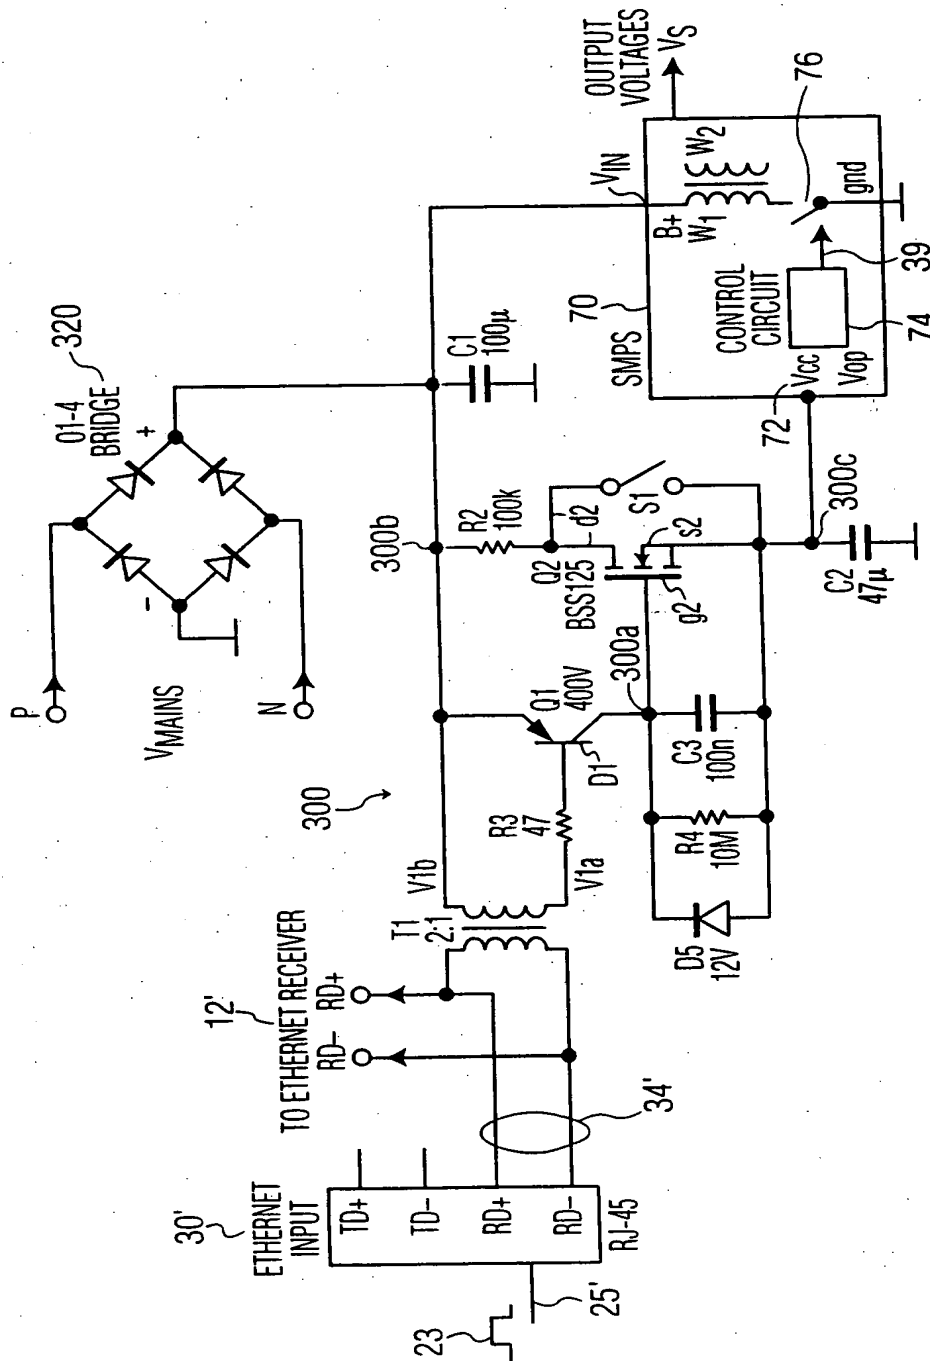 P
N
VMAINS
01-4
BRIDGE
320
+
−
300
300b
R2
100k
C1
100µ
VIN
OUTPUT
VOLTAGES
VS
70
SMPS
B+
W1
W2
76
gnd
CONTROL
CIRCUIT
39
74
72
Vcc
Vop
300c
C2
47µ
S1
d2
s2
Q2
BSS125
g2
300a
Q1
400V
D1
R3
47
V1b
V1a
T1
2:1
C3
100n
R4
10M
D5
12V
12'
TO ETHERNET RECEIVER
RD−
RD+
34'
30'
ETHERNET
INPUT
TD+
TD−
RD+
RD−
RJ-45
25'
23